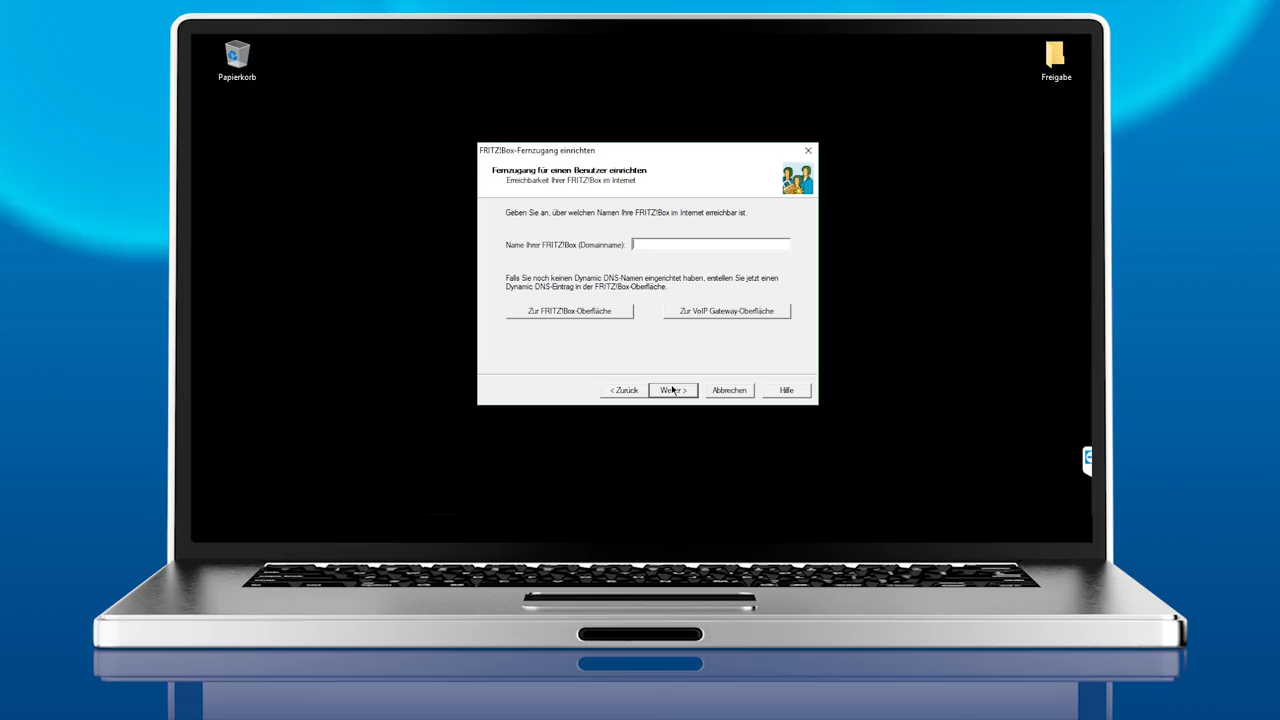 Papierkorb
Freigabe
FRITZ!Box-Fernzugang einrichten
Fernzugang für einen Benutzer einrichten
Erreichbarkeit Ihrer FRITZ!Box im Internet
Geben Sie an, über welchen Namen Ihre FRITZ!Box im Internet erreichbar ist.
Name Ihrer FRITZ!Box (Domainname):
Falls Sie noch keinen Dynamic DNS-Namen eingerichtet haben, erstellen Sie jetzt einen
Dynamic DNS-Eintrag in der FRITZ!Box-Oberfläche.
Zur FRITZ!Box-Oberfläche
Zur VoIP Gateway-Oberfläche
< Zurück
Weiter >
Abbrechen
Hilfe